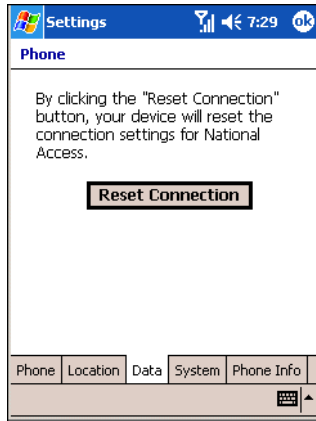 Settings 7:29 ok
Phone
By clicking the "Reset Connection"
button, your device will reset the
connection settings for National
Access.
Reset Connection
Phone Location Data System Phone Info